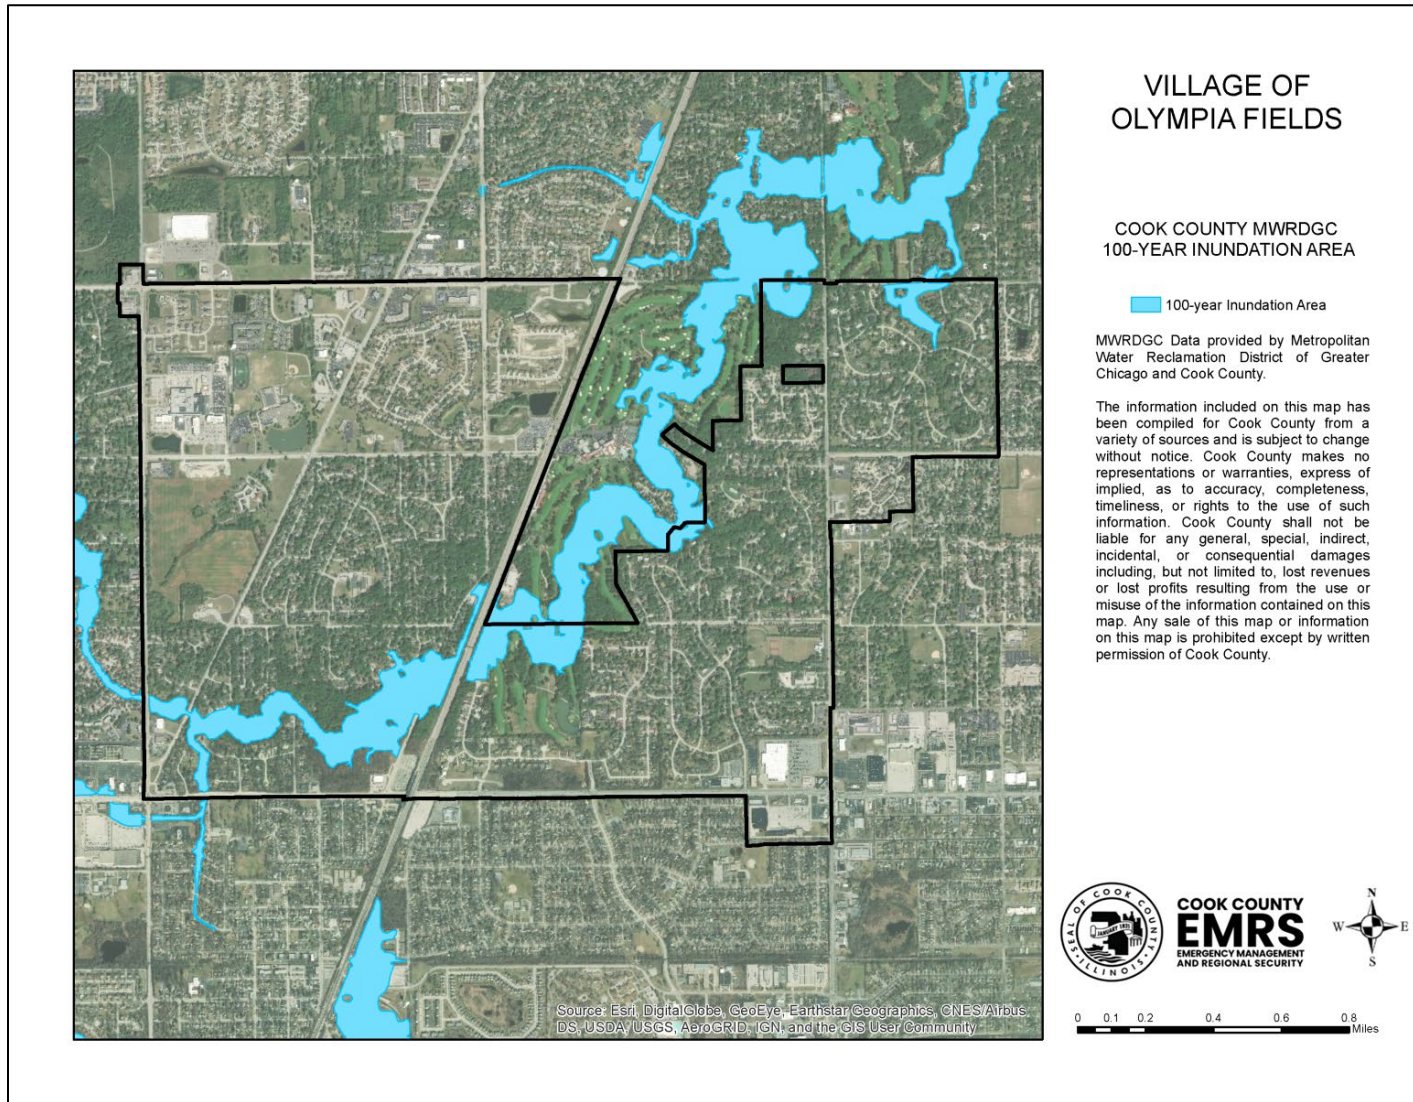 VILLAGE OF
OLYMPIA FIELDS
COOK COUNTY MWRDGC
100-YEAR INUNDATION AREA
100-year Inundation Area
MWRDGC Data provided by Metropolitan
Water Reclamation District of Greater
Chicago and Cook County.
The information included on this map has
been compiled for Cook County from a
variety of sources and is subject to change
without notice. Cook County makes no
representations or warranties, express of
implied, as to accuracy, completeness,
timeliness, or rights to the use of such
information. Cook County shall not be
liable for any general, special, indirect,
incidental, or consequential damages
including, but not limited to, lost revenues
or lost profits resulting from the use or
misuse of the information contained on this
map. Any sale of this map or information
on this map is prohibited except by written
permission of Cook County.
SEAL OF COOK COUNTY
JANUARY 1831
ILLINOIS
COOK COUNTY
EMRS
EMERGENCY MANAGEMENT
AND REGIONAL SECURITY
N
W E
S
Source: Esri, DigitalGlobe, GeoEye, Earthstar Geographics, CNES/Airbus
DS, USDA, USGS, AeroGRID, IGN, and the GIS User Community
0 0.1 0.2 0.4 0.6 0.8
Miles